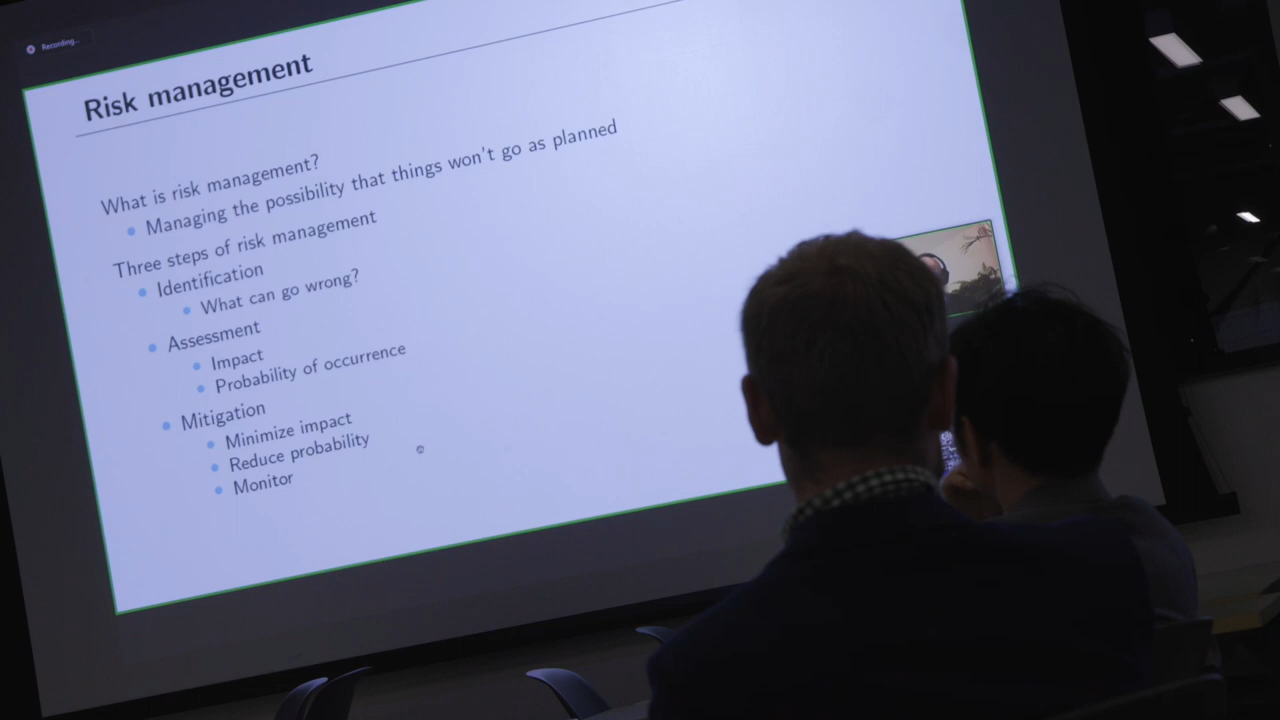 Recording...
Risk management
What is risk management?
Managing the possibility that things won't go as planned
Three steps of risk management
Identification
What can go wrong?
Assessment
Impact
Probability of occurrence
Mitigation
Minimize impact
Reduce probability
Monitor